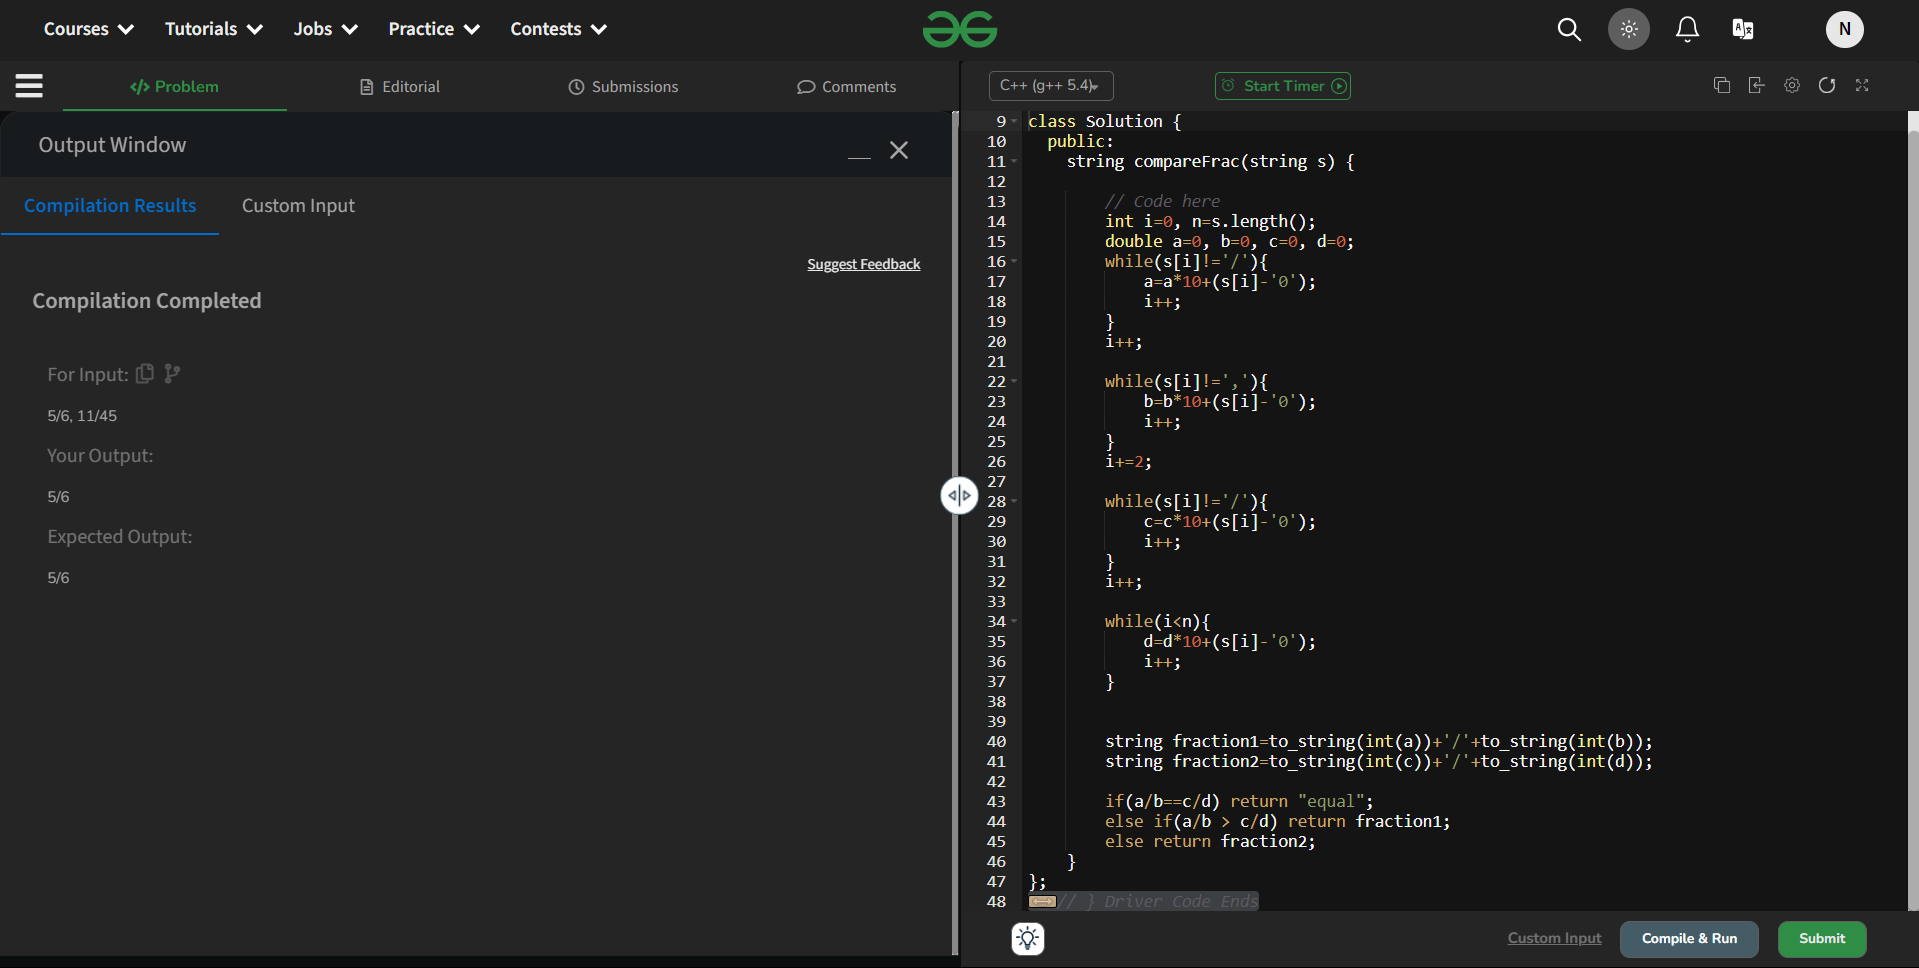 Courses Tutorials Jobs Practice Contests N
Problem Editorial Submissions Comments
Output Window
Compilation Results Custom Input
Suggest Feedback
Compilation Completed
For Input:
5/6, 11/45
Your Output:
5/6
Expected Output:
5/6
C++ (g++ 5.4) Start Timer
9 class Solution {
10 public:
11 string compareFrac(string s) {
12
13 // Code here
14 int i=0, n=s.length();
15 double a=0, b=0, c=0, d=0;
16 while(s[i]!='/'){
17 a=a*10+(s[i]-'0');
18 i++;
19 }
20 i++;
21
22 while(s[i]!=','){
23 b=b*10+(s[i]-'0');
24 i++;
25 }
26 i+=2;
27
28 while(s[i]!='/'){
29 c=c*10+(s[i]-'0');
30 i++;
31 }
32 i++;
33
34 while(i<n){
35 d=d*10+(s[i]-'0');
36 i++;
37 }
38
39
40 string fraction1=to_string(int(a))+'/'+to_string(int(b));
41 string fraction2=to_string(int(c))+'/'+to_string(int(d));
42
43 if(a/b==c/d) return "equal";
44 else if(a/b > c/d) return fraction1;
45 else return fraction2;
46 }
47 };
48 // } Driver Code Ends
Custom Input Compile & Run Submit